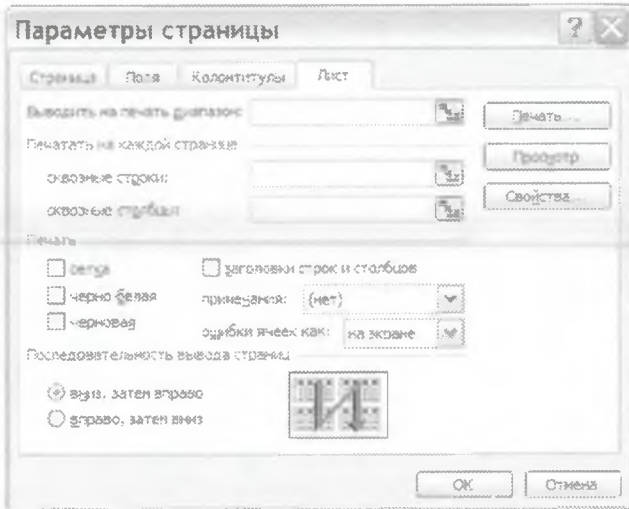 Параметры страницы
Страница Поля Колонтитулы Лист
Выводить на печать диапазон:
Печать...
Печатать на каждой странице
Просмотр
сквозные строки:
Свойства...
сквозные столбцы:
Печать
сетка
заголовки строк и столбцов
черно-белая
примечания: (нет)
черновая
ошибки ячеек как: на экране
Последовательность вывода страниц
вниз, затем вправо
вправо, затем вниз
ОК Отмена